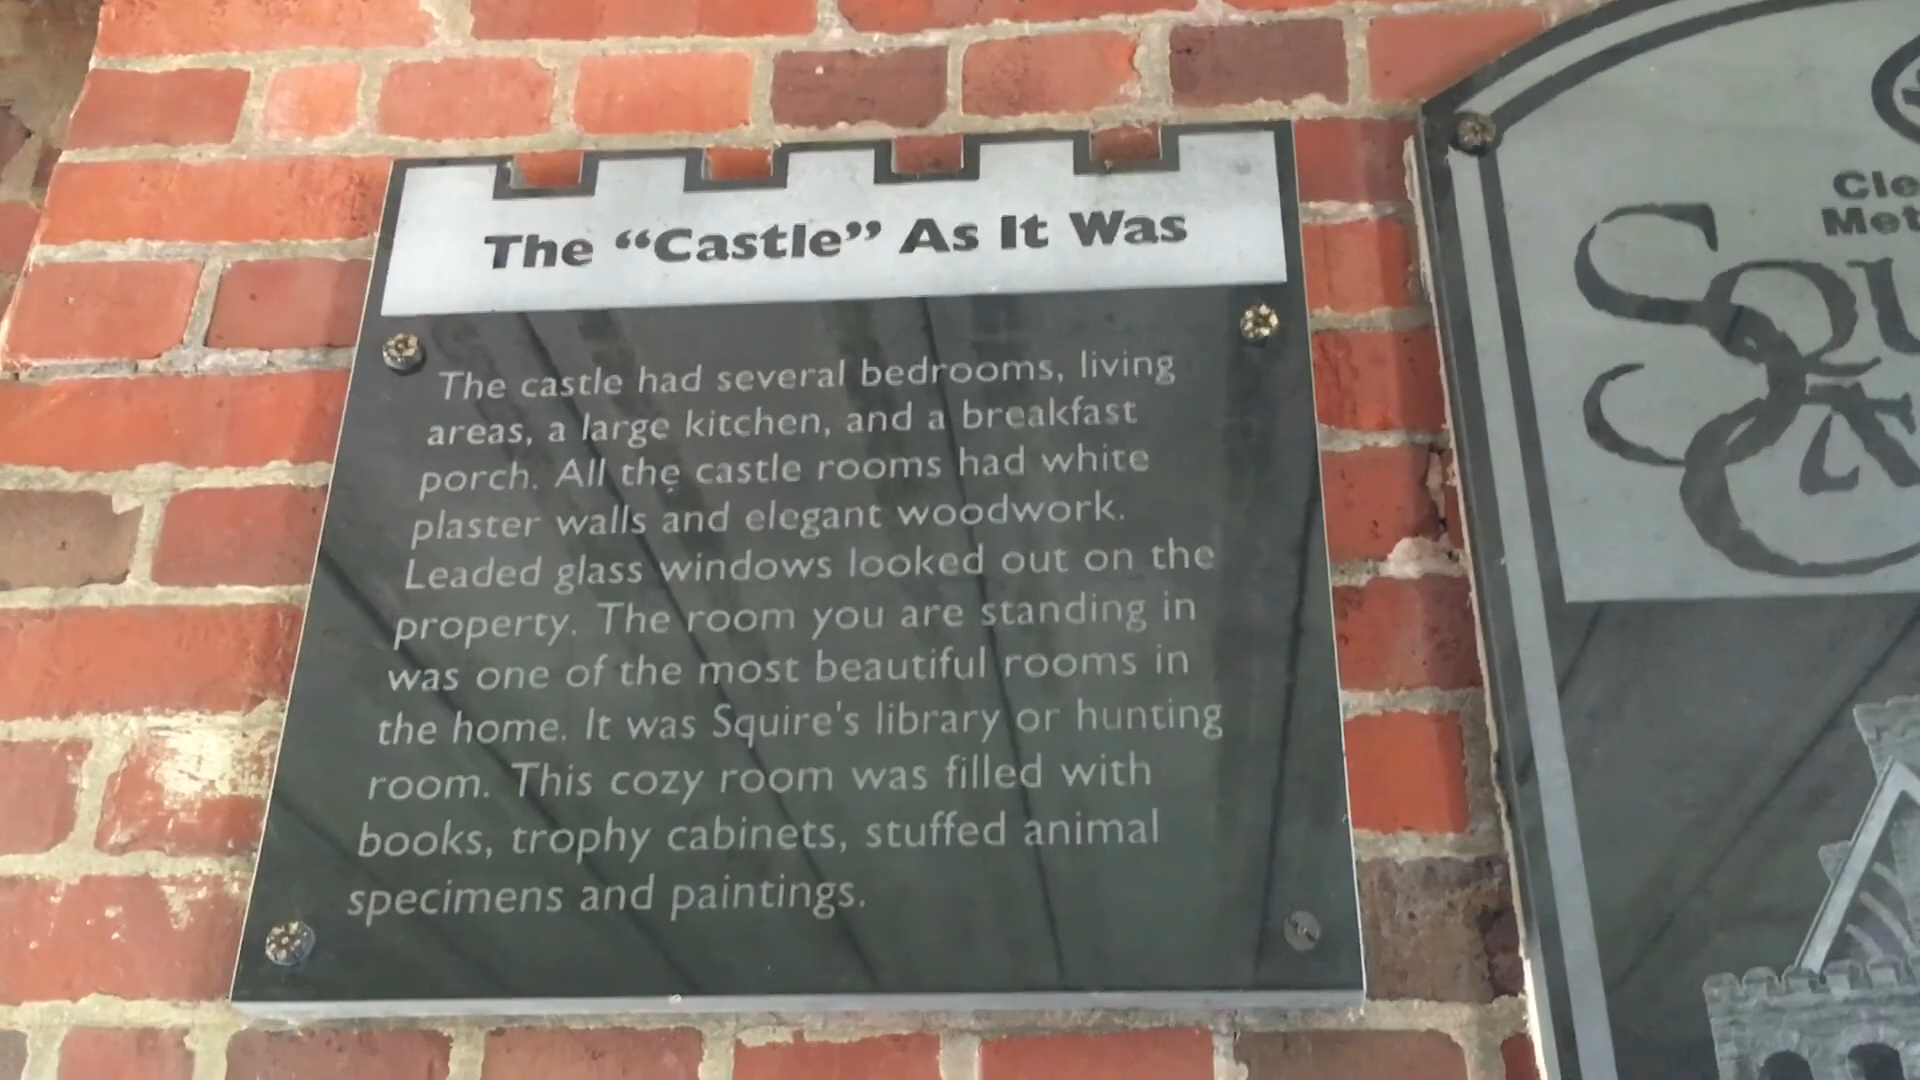 The “Castle” As It Was
The castle had several bedrooms, living
areas, a large kitchen, and a breakfast
porch. All the castle rooms had white
plaster walls and elegant woodwork.
Leaded glass windows looked out on the
property. The room you are standing in
was one of the most beautiful rooms in
the home. It was Squire's library or hunting
room. This cozy room was filled with
books, trophy cabinets, stuffed animal
specimens and paintings.
Cle
Met
Squ